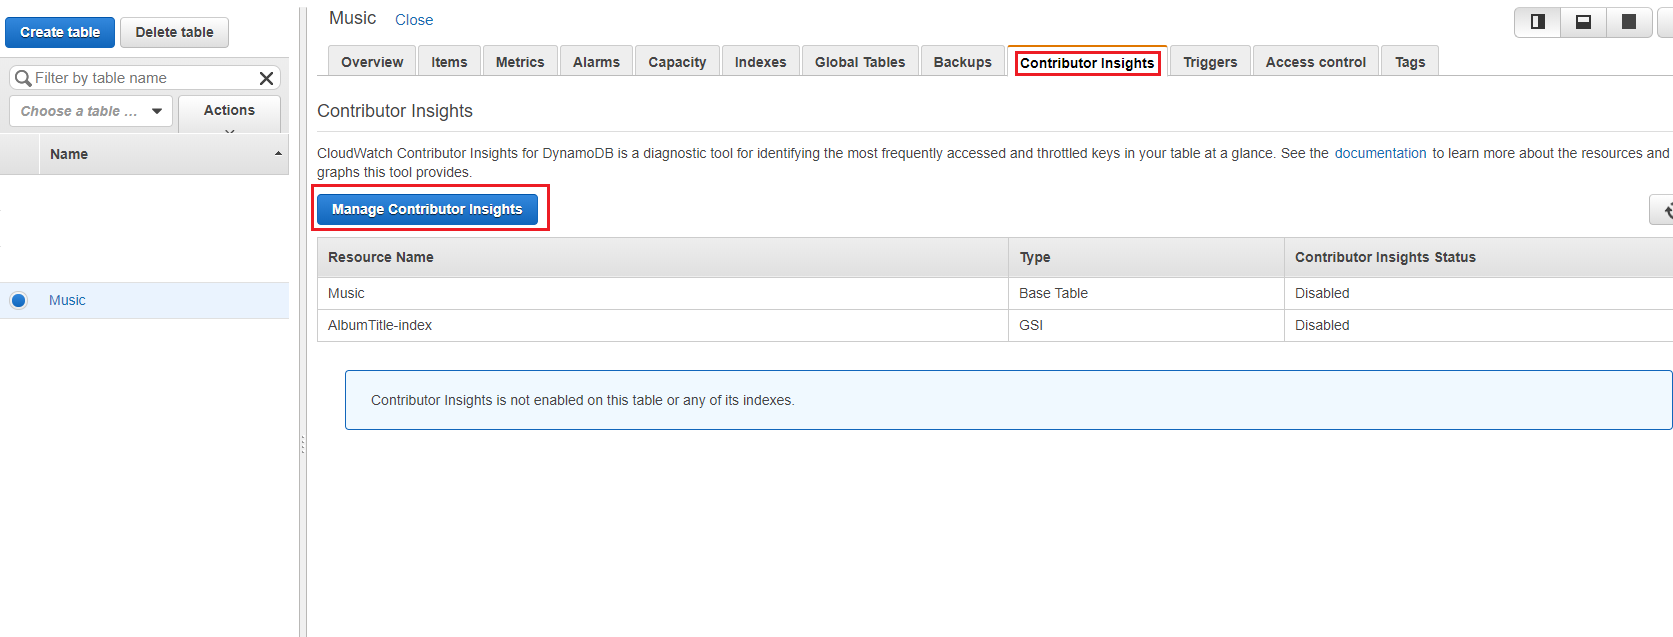 Create table
Delete table
Filter by table name
Choose a table ...
Actions
Name
Music
Music Close
Overview
Items
Metrics
Alarms
Capacity
Indexes
Global Tables
Backups
Contributor Insights
Triggers
Access control
Tags
Contributor Insights
CloudWatch Contributor Insights for DynamoDB is a diagnostic tool for identifying the most frequently accessed and throttled keys in your table at a glance. See the documentation to learn more about the resources and
graphs this tool provides.
Manage Contributor Insights
Resource Name Type Contributor Insights Status
Music Base Table Disabled
AlbumTitle-index GSI Disabled
Contributor Insights is not enabled on this table or any of its indexes.